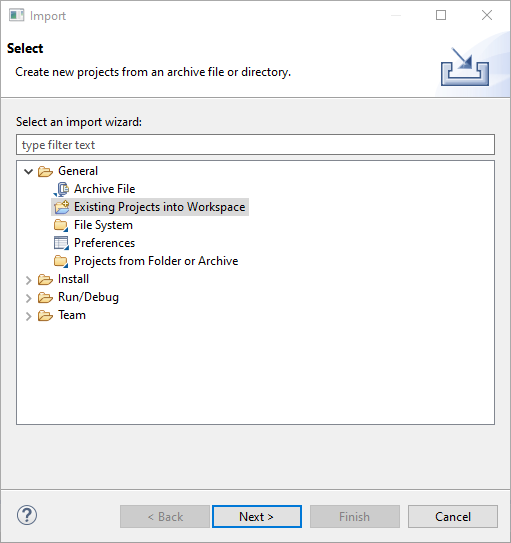 Import
Select
Create new projects from an archive file or directory.
Select an import wizard:
type filter text
General
Archive File
Existing Projects into Workspace
File System
Preferences
Projects from Folder or Archive
Install
Run/Debug
Team
? < Back Next > Finish Cancel